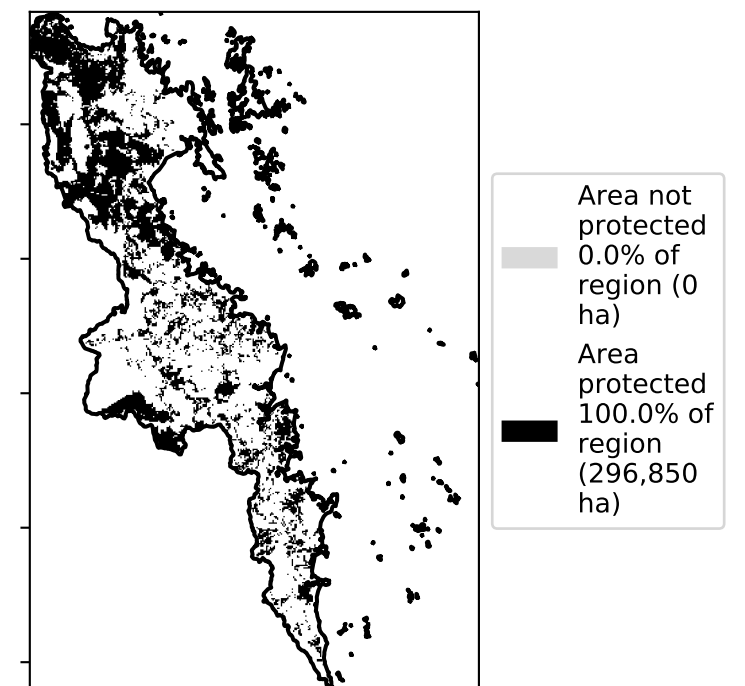 Area not
protected
0.0% of
region (0
ha)
Area
protected
100.0% of
region
(296,850
ha)